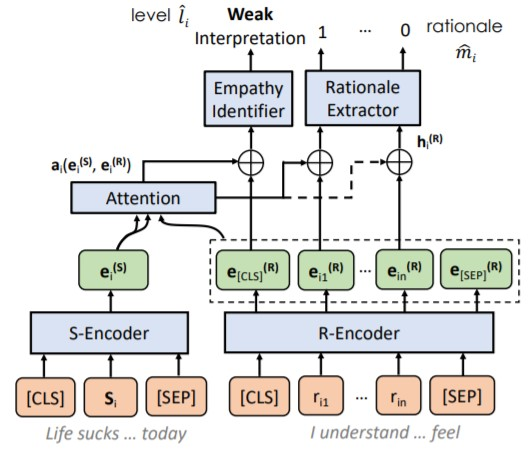 level l̂ᵢ Weak
Interpretation 1 ... 0 rationale
m̂ᵢ
Empathy
Identifier
Rationale
Extractor
hᵢ⁽ᴿ⁾
aᵢ(eᵢ⁽ˢ⁾, eᵢ⁽ᴿ⁾)
Attention
eᵢ⁽ˢ⁾ e[CLS]⁽ᴿ⁾ eᵢ₁⁽ᴿ⁾ ... eᵢₙ⁽ᴿ⁾ e[SEP]⁽ᴿ⁾
S-Encoder R-Encoder
[CLS] Sᵢ [SEP] [CLS] rᵢ₁ ... rᵢₙ [SEP]
Life sucks ... today I understand ... feel